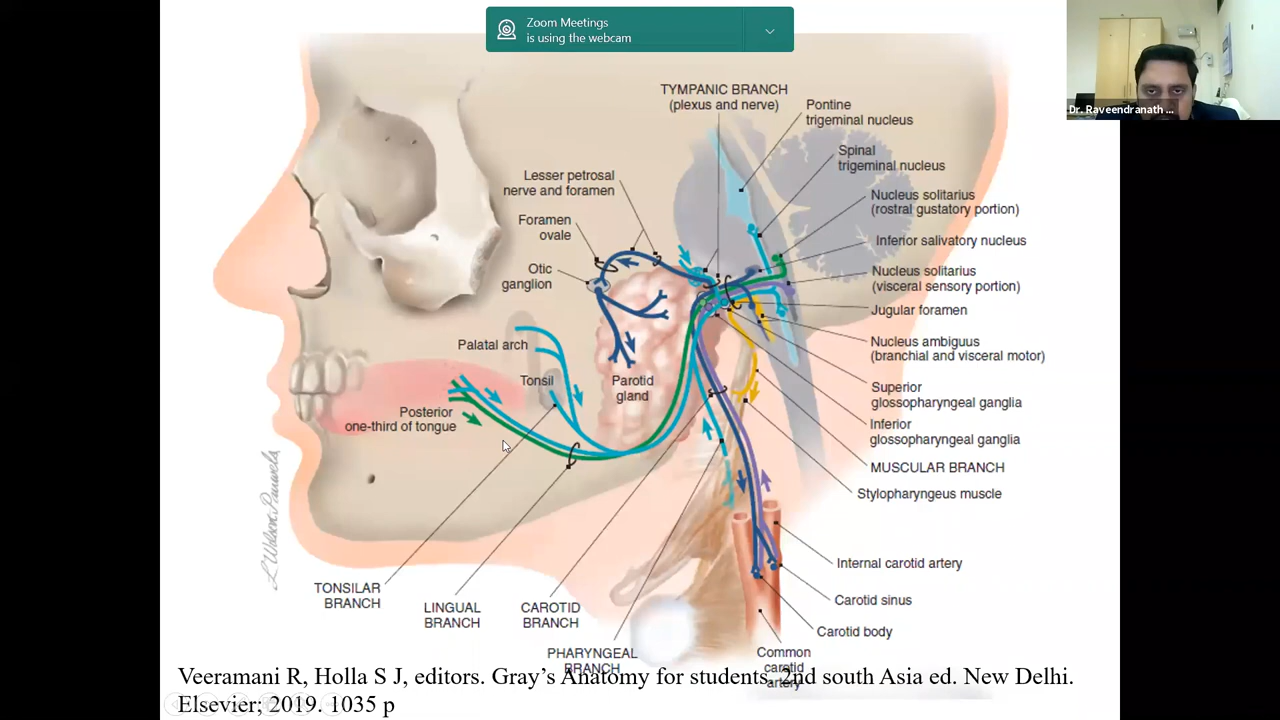 Zoom Meetings
is using the webcam
Dr. Raveendranath ...
TYMPANIC BRANCH
(plexus and nerve)
Pontine
trigeminal nucleus
Spinal
trigeminal nucleus
Lesser petrosal
nerve and foramen
Nucleus solitarius
(rostral gustatory portion)
Foramen
ovale
Inferior salivatory nucleus
Otic
ganglion
Nucleus solitarius
(visceral sensory portion)
Jugular foramen
Palatal arch
Nucleus ambiguus
(branchial and visceral motor)
Tonsil
Parotid
gland
Superior
glossopharyngeal ganglia
Posterior
one-third of tongue
Inferior
glossopharyngeal ganglia
MUSCULAR BRANCH
Stylopharyngeus muscle
Internal carotid artery
TONSILAR
BRANCH
LINGUAL
BRANCH
CAROTID
BRANCH
Carotid sinus
Carotid body
PHARYNGEAL
BRANCH
Common
carotid
artery
Veeramani R, Holla S J, editors. Gray's Anatomy for students. 2nd south Asia ed. New Delhi.
Elsevier; 2019. 1035 p